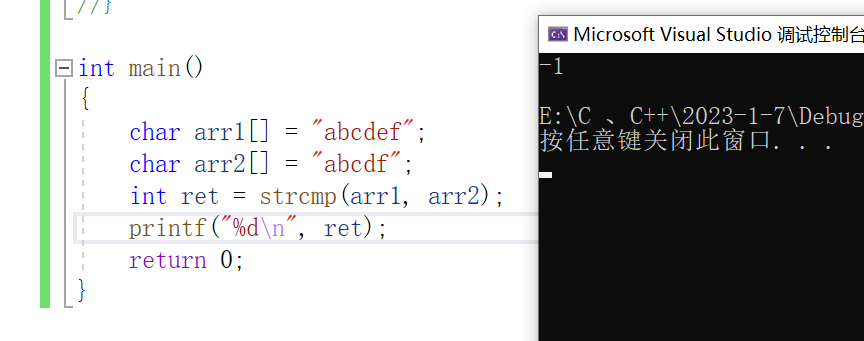 //}
int main()
{
char arr1[] = "abcdef";
char arr2[] = "abcdf";
int ret = strcmp(arr1, arr2);
printf("%d\n", ret);
return 0;
}
Microsoft Visual Studio 调试控制台
-1
E:\C 、C++\2023-1-7\Debug
按任意键关闭此窗口. . .